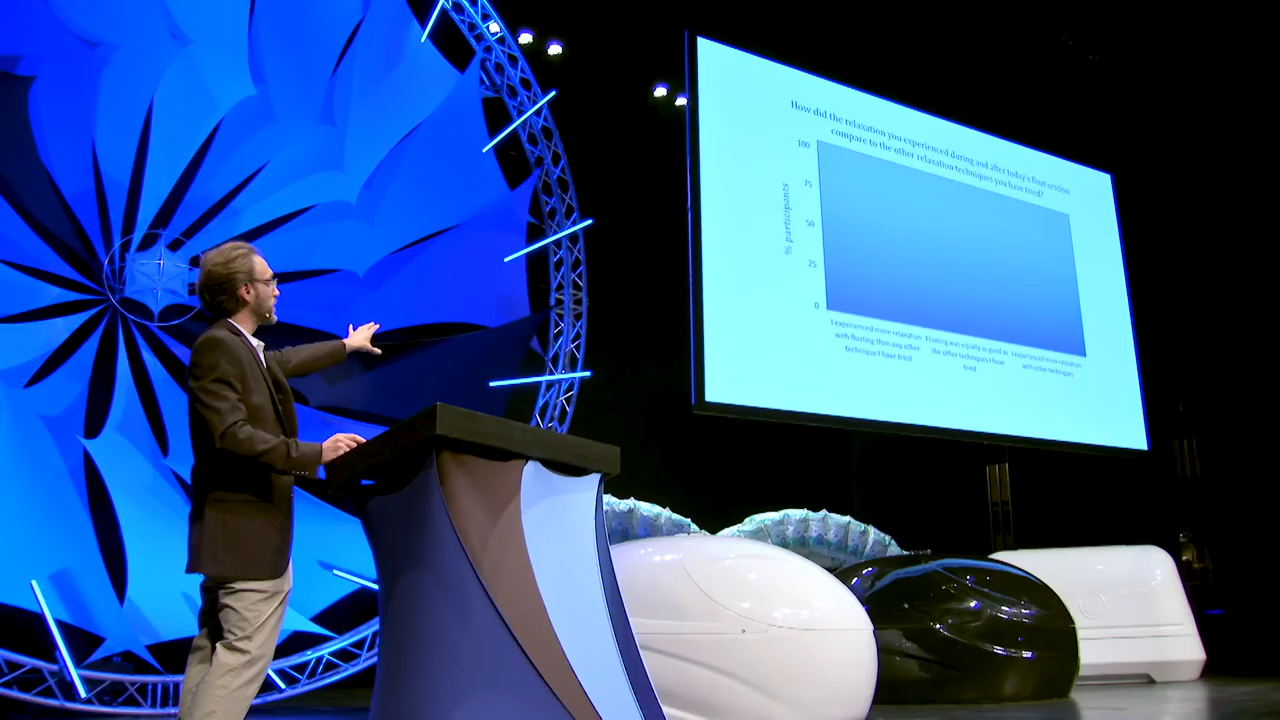 How did the relaxation you experienced during and after today's float session
compare to the other relaxation techniques you have tried?
100
75
50
25
0
% participants
I experienced more relaxation
with floating than any other
technique I have tried
Floating was equally as good as
the other techniques I have
tried
I experienced more relaxation
with other techniques